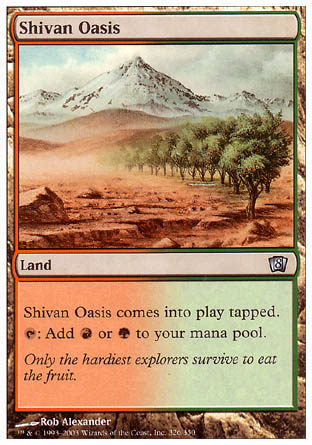 Shivan Oasis
Land
8
Shivan Oasis comes into play tapped.
: Add or to your mana pool.
Only the hardiest explorers survive to eat
the fruit.
Rob Alexander
™ & © 1993-2003 Wizards of the Coast, Inc. 326/350